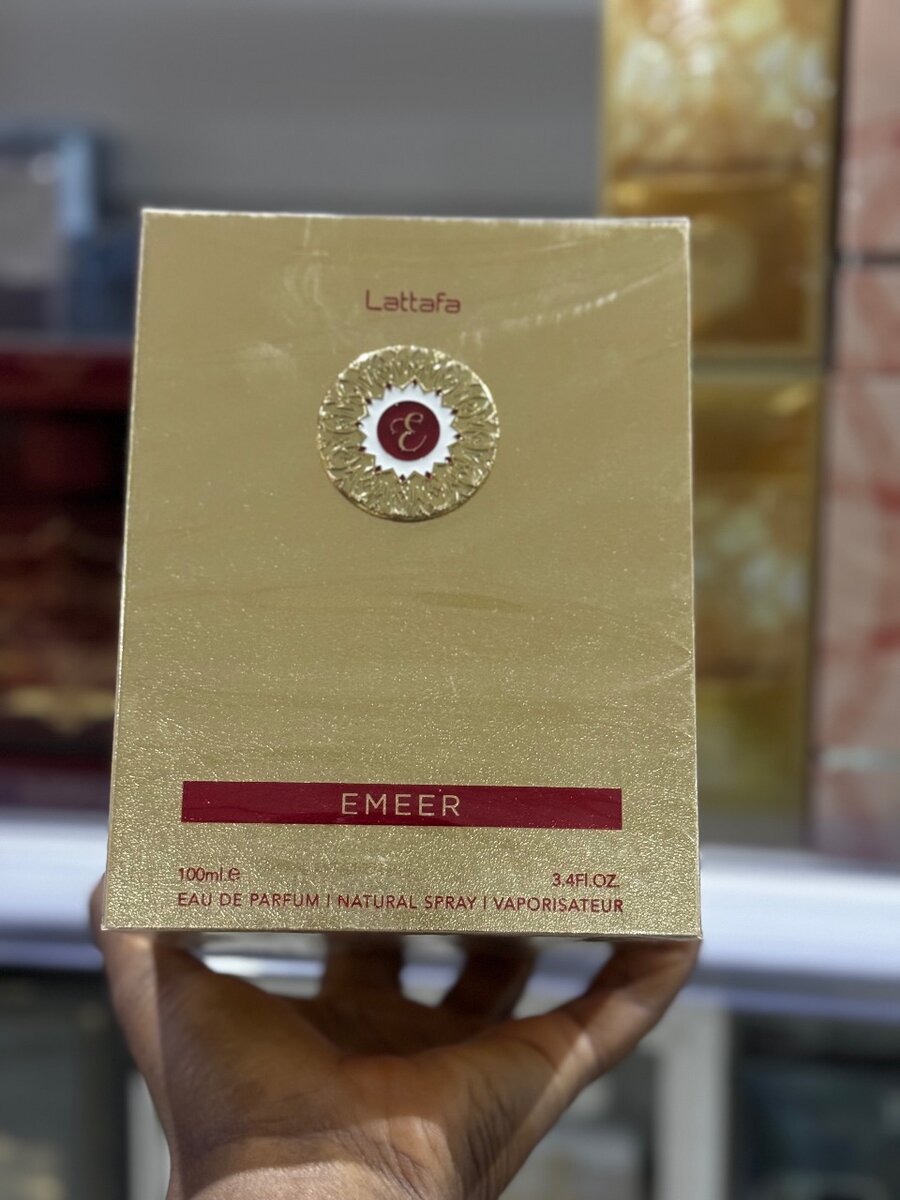 Lattafa
E
EMEER
100ml.e 3.4Fl.OZ.
EAU DE PARFUM | NATURAL SPRAY | VAPORISATEUR